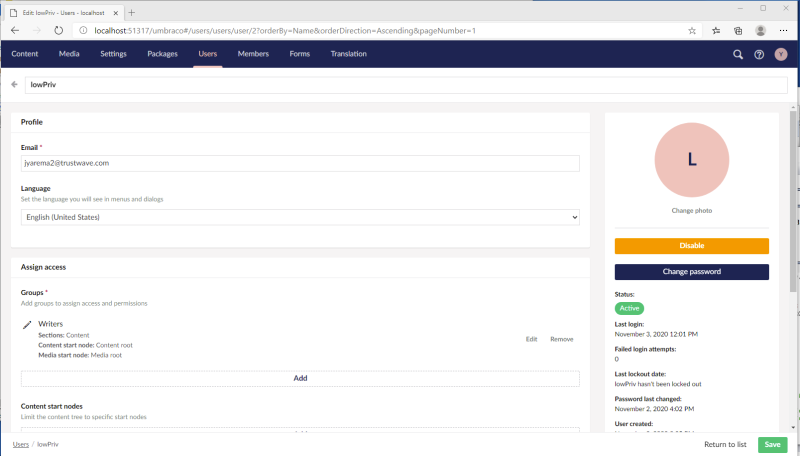 Edit: lowPriv - Users - localhost
localhost:51317/umbraco#/users/users/user/2?orderBy=Name&orderDirection=Ascending&pageNumber=1
Content Media Settings Packages Users Members Forms Translation
Y
lowPriv
Profile
Email *
jyarema2@trustwave.com
Language
Set the language you will see in menus and dialogs
English (United States)
Assign access
Groups *
Add groups to assign access and permissions
Writers
Sections: Content
Content start node: Content root
Media start node: Media root
Edit Remove
Add
Content start nodes
Limit the content tree to specific start nodes
L
Change photo
Disable
Change password
Status:
Active
Last login:
November 3, 2020 12:01 PM
Failed login attempts:
0
Last lockout date:
lowPriv hasn't been locked out
Password last changed:
November 2, 2020 4:02 PM
User created:
Users / lowPriv
Return to list
Save